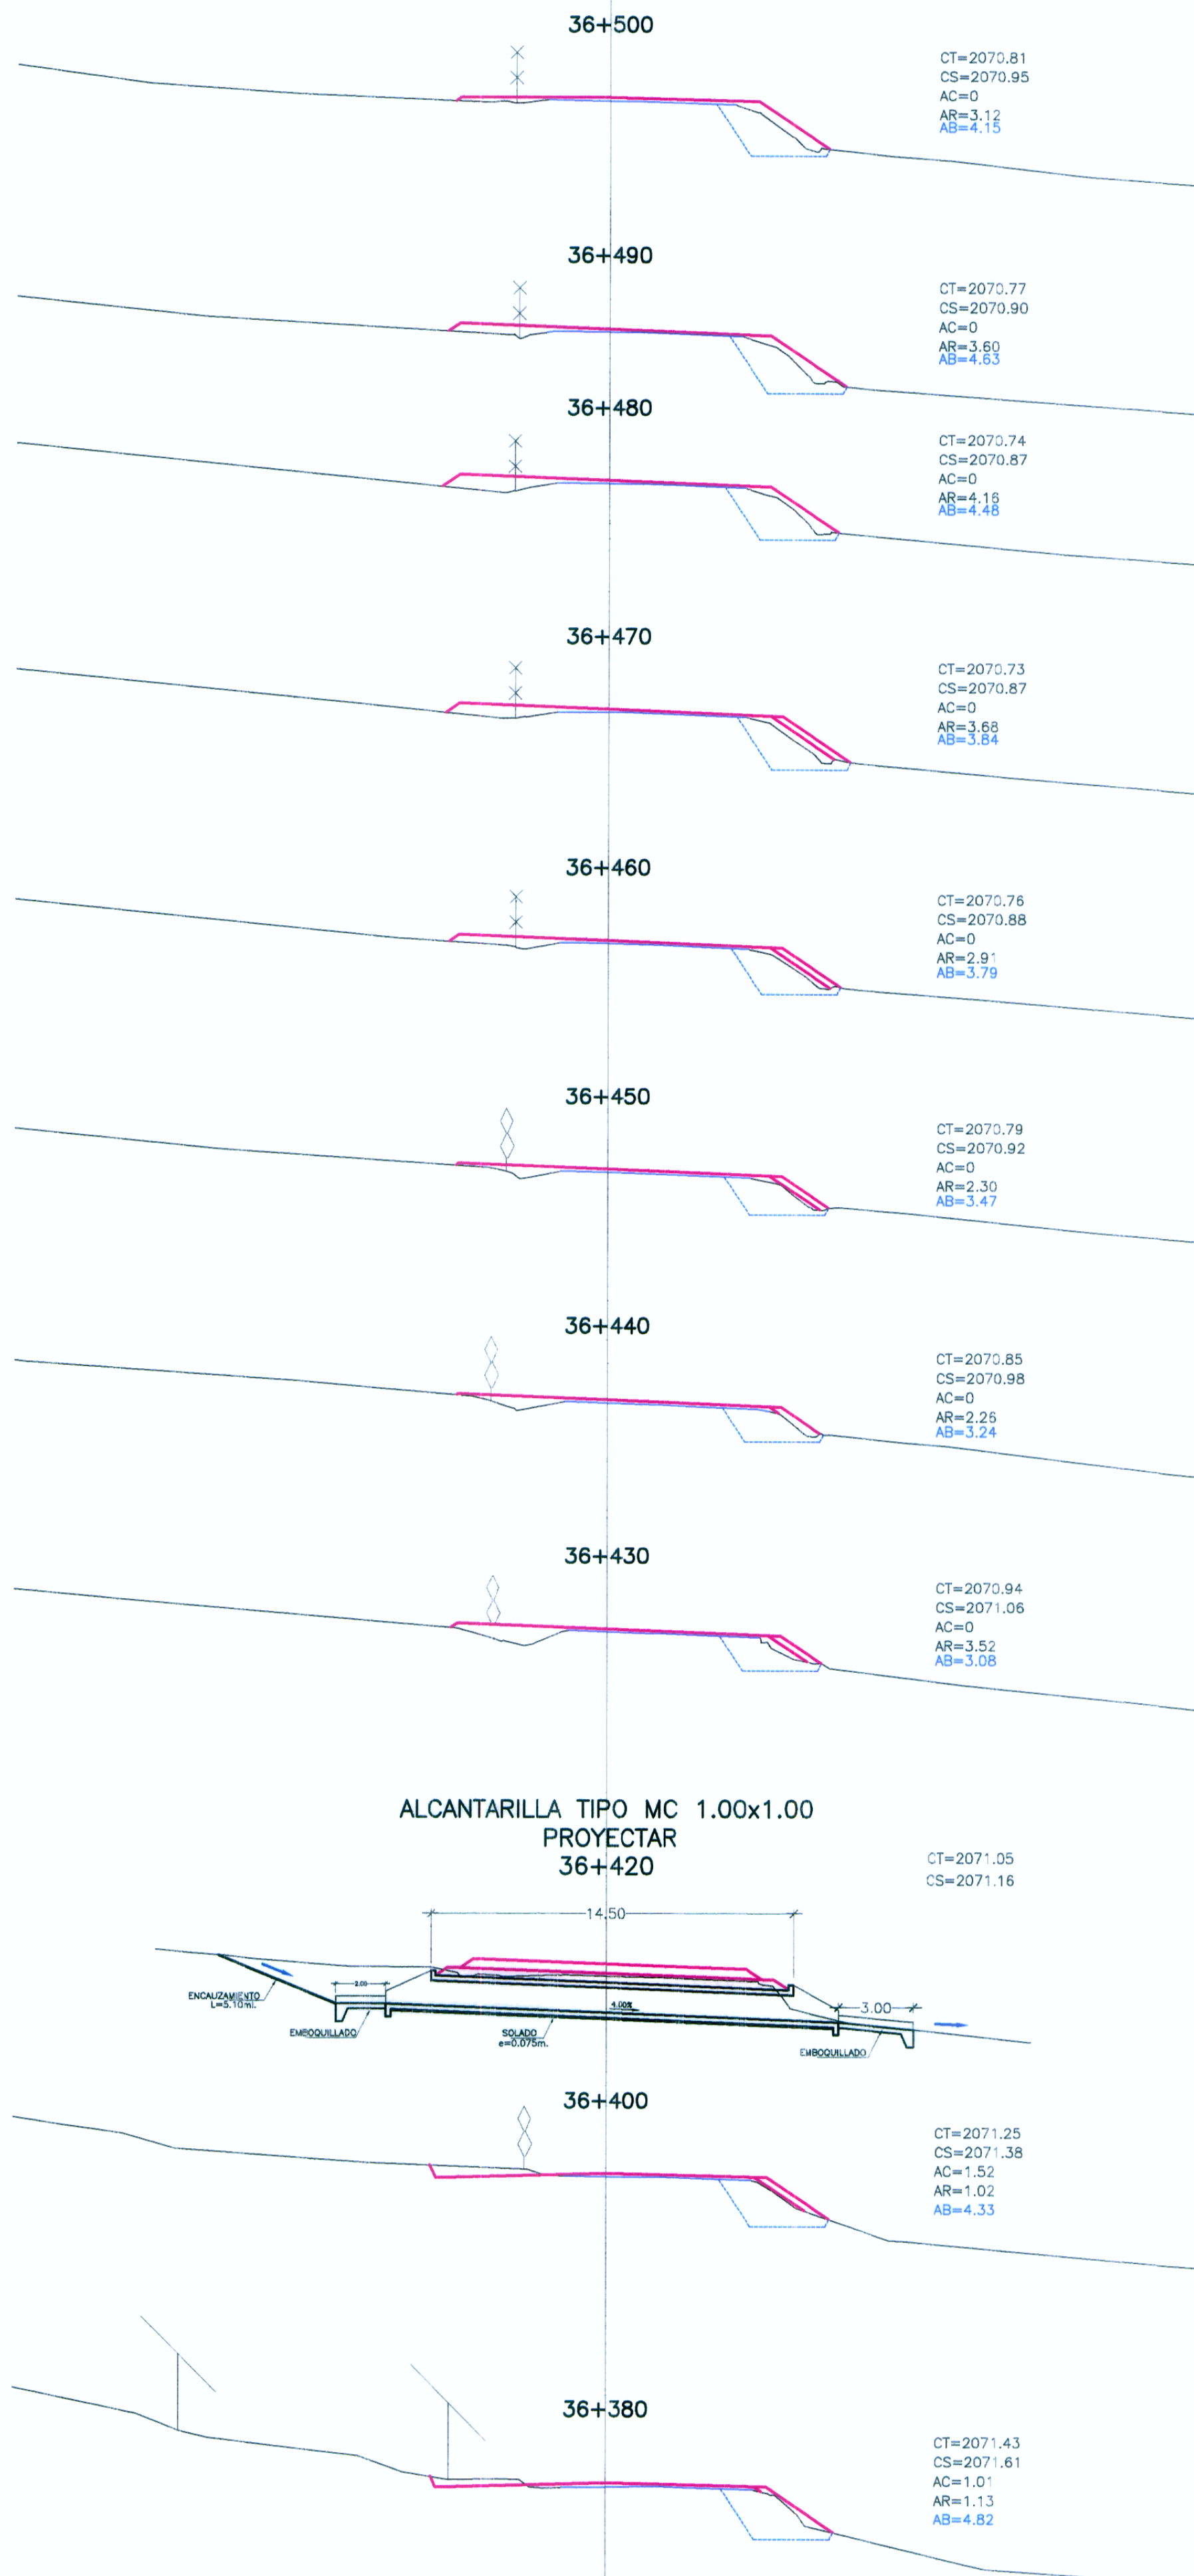 36+500
CT=2070.81
CS=2070.95
AC=0
AR=3.12
AB=4.15
36+490
CT=2070.77
CS=2070.90
AC=0
AR=3.60
AB=4.63
36+480
CT=2070.74
CS=2070.87
AC=0
AR=4.16
AB=4.48
36+470
CT=2070.73
CS=2070.87
AC=0
AR=3.68
AB=3.84
36+460
CT=2070.76
CS=2070.88
AC=0
AR=2.91
AB=3.79
36+450
CT=2070.79
CS=2070.92
AC=0
AR=2.30
AB=3.47
36+440
CT=2070.85
CS=2070.98
AC=0
AR=2.26
AB=3.24
36+430
CT=2070.94
CS=2071.06
AC=0
AR=3.52
AB=3.08
ALCANTARILLA TIPO MC 1.00x1.00
PROYECTAR
36+420
CT=2071.05
CS=2071.16
14.50
2.00
ENCAUZAMIENTO
L=5.10ml.
4.00%
3.00
EMBOQUILLADO
SOLADO
e=0.075m.
EMBOQUILLADO
36+400
CT=2071.25
CS=2071.38
AC=1.52
AR=1.02
AB=4.33
36+380
CT=2071.43
CS=2071.61
AC=1.01
AR=1.13
AB=4.82